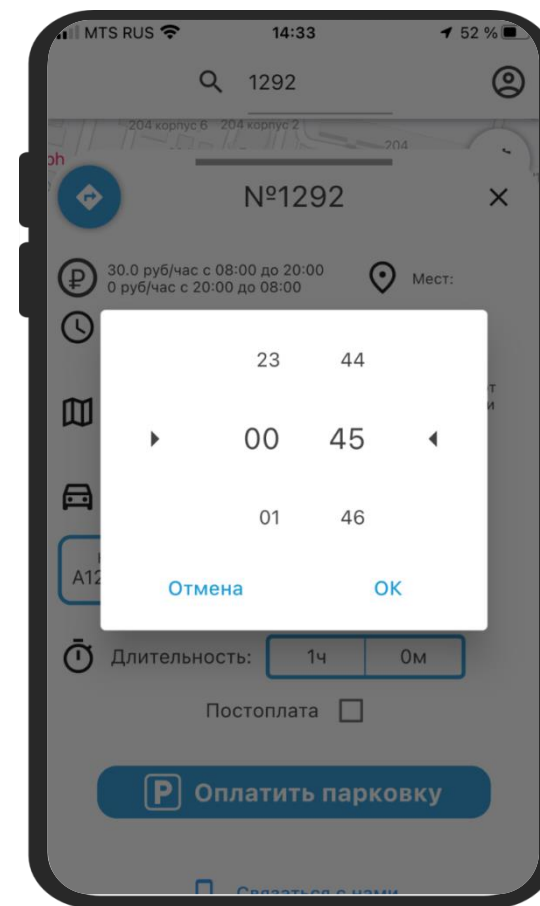 MTS RUS 14:33 52 %
1292
204 корпус 6 204 корпус 2
204
ph
№1292
30.0 руб/час с 08:00 до 20:00
0 руб/час с 20:00 до 08:00
Мест:
23 44
00 45
01 46
Отмена ОК
A12
Длительность: 1ч 0м
Постоплата
P Оплатить парковку
Связаться с нами